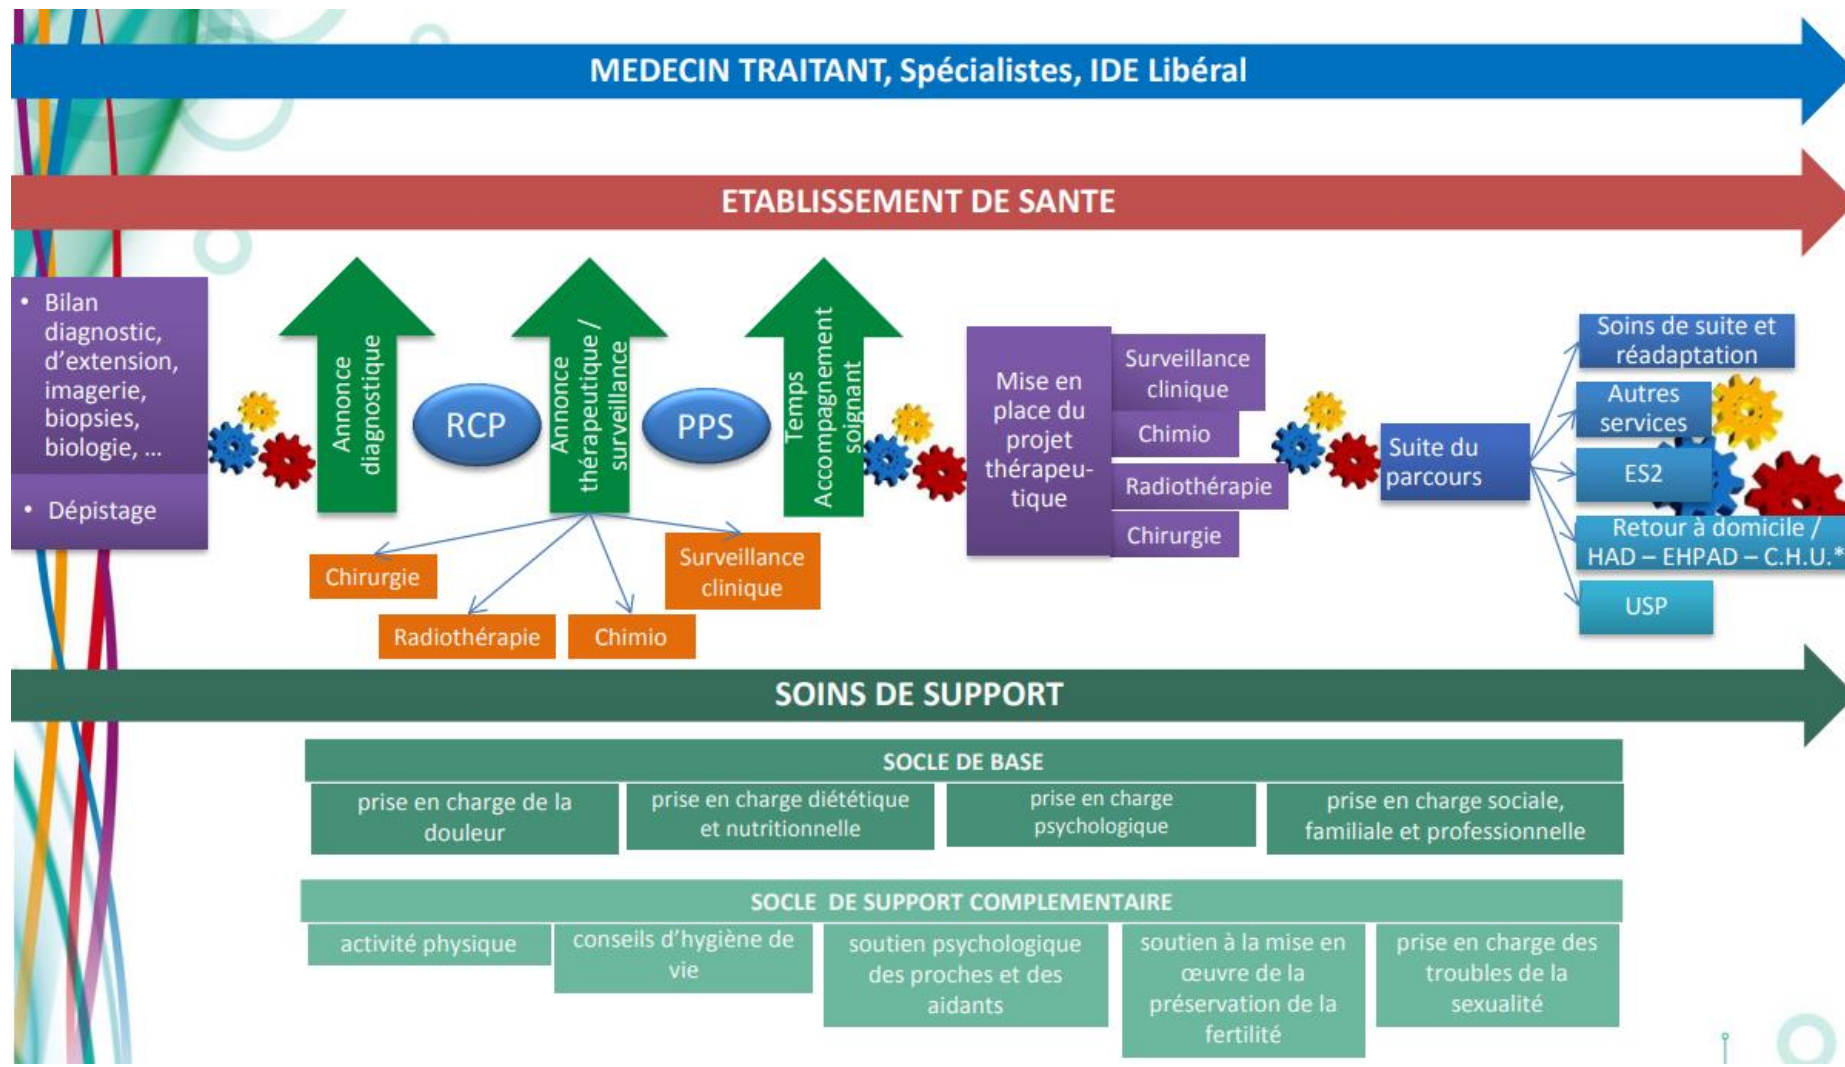 MEDECIN TRAITANT, Spécialistes, IDE Libéral
ETABLISSEMENT DE SANTE
• Bilan
diagnostic,
d'extension,
imagerie,
biopsies,
biologie, ...
• Dépistage
Annonce
diagnostique
RCP
Annonce
thérapeutique /
surveillance
PPS
Temps
Accompagnement
soignant
Chirurgie
Radiothérapie
Chimio
Surveillance
clinique
Mise en
place du
projet
thérapeu-
tique
Surveillance
clinique
Chimio
Radiothérapie
Chirurgie
Suite du
parcours
Soins de suite et
réadaptation
Autres
services
ES2
Retour à domicile /
HAD – EHPAD – C.H.U.*
USP
SOINS DE SUPPORT
SOCLE DE BASE
prise en charge de la
douleur
prise en charge diététique
et nutritionnelle
prise en charge
psychologique
prise en charge sociale,
familiale et professionnelle
SOCLE DE SUPPORT COMPLEMENTAIRE
activité physique
conseils d'hygiène de
vie
soutien psychologique
des proches et des
aidants
soutien à la mise en
œuvre de la
préservation de la
fertilité
prise en charge des
troubles de la
sexualité